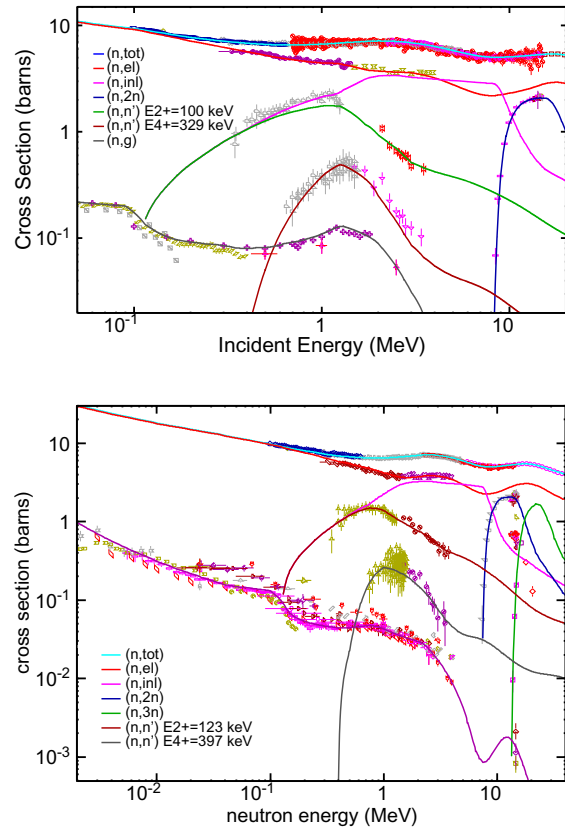 10
1
10⁻¹
Cross Section (barns)
(n,tot)
(n,el)
(n,inl)
(n,2n)
(n,n') E2+=100 keV
(n,n') E4+=329 keV
(n,g)
10⁻¹ 1 10
Incident Energy (MeV)
10
1
10⁻¹
10⁻²
10⁻³
cross section (barns)
(n,tot)
(n,el)
(n,inl)
(n,2n)
(n,3n)
(n,n') E2+=123 keV
(n,n') E4+=397 keV
10⁻² 10⁻¹ 1 10
neutron energy (MeV)